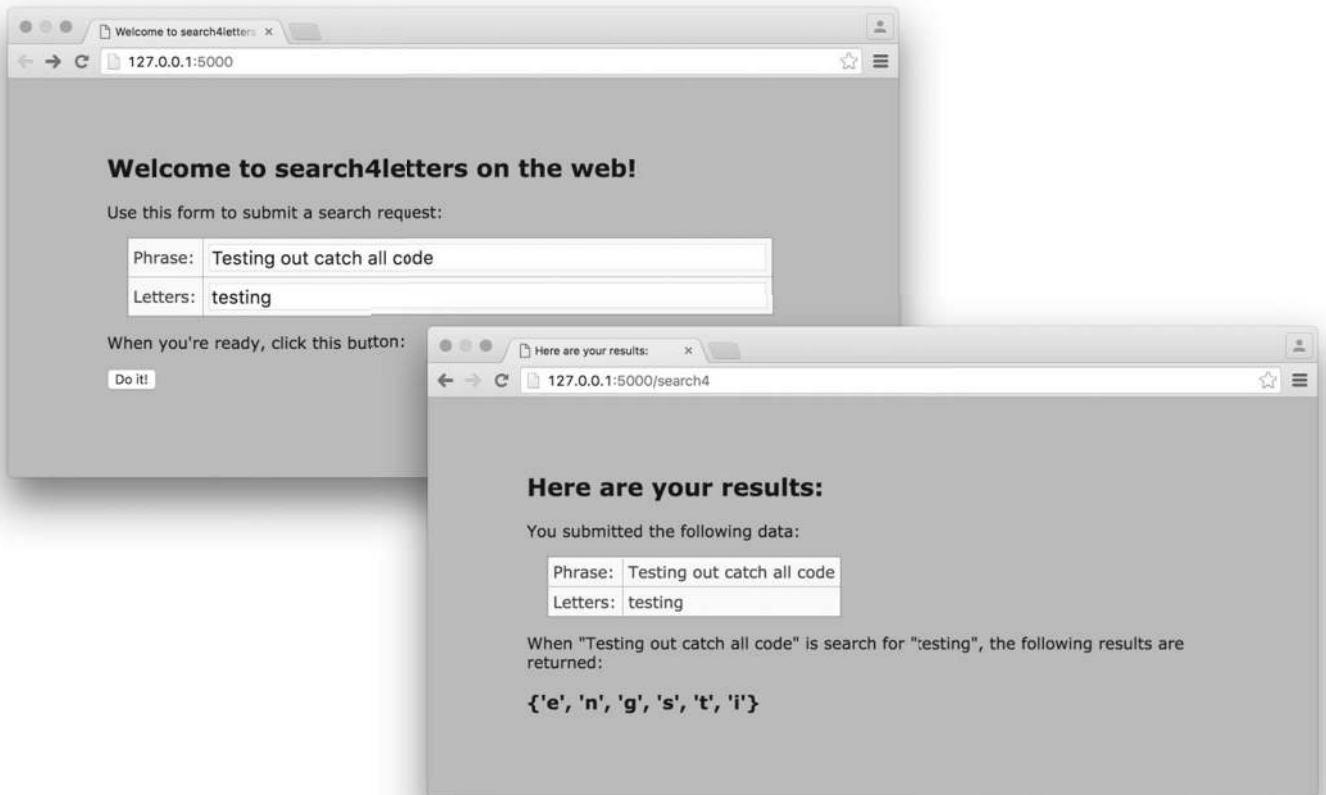 Welcome to search4letters
127.0.0.1:5000
Welcome to search4letters on the web!
Use this form to submit a search request:
Phrase: Testing out catch all code
Letters: testing
When you're ready, click this button:
Do it!
Here are your results:
127.0.0.1:5000/search4
Here are your results:
You submitted the following data:
Phrase: Testing out catch all code
Letters: testing
When "Testing out catch all code" is search for "testing", the following results are
returned:
{'e', 'n', 'g', 's', 't', 'i'}